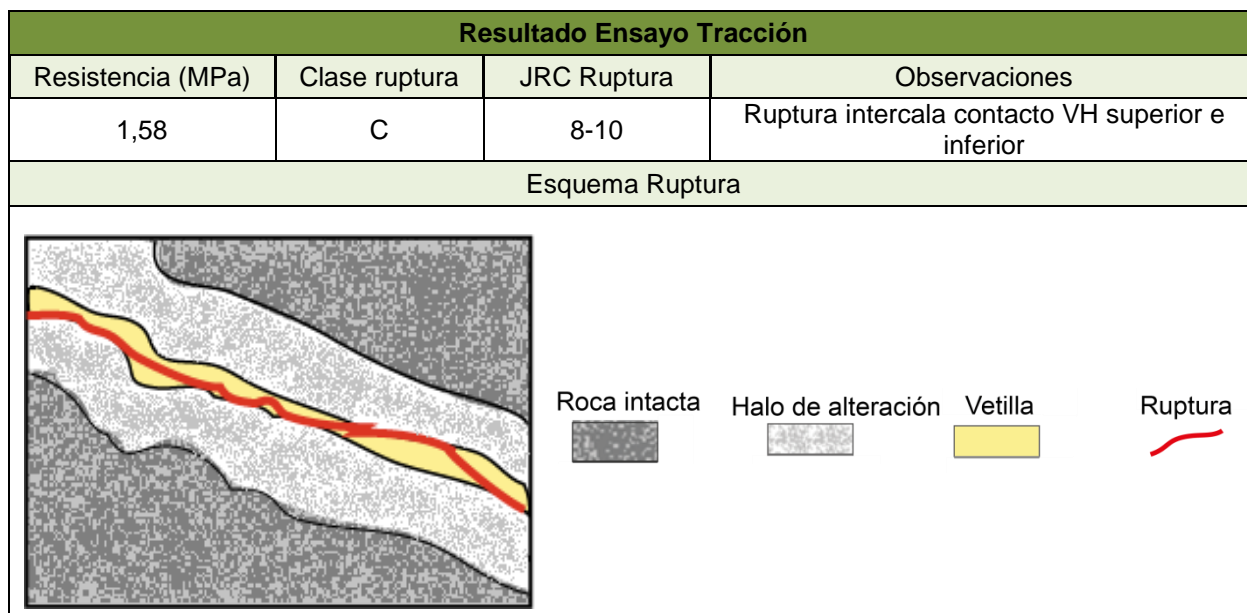 Resultado Ensayo Tracción
Resistencia (MPa) Clase ruptura JRC Ruptura Observaciones
1,58 C 8-10 Ruptura intercala contacto VH superior e
inferior
Esquema Ruptura
Roca intacta Halo de alteración Vetilla Ruptura